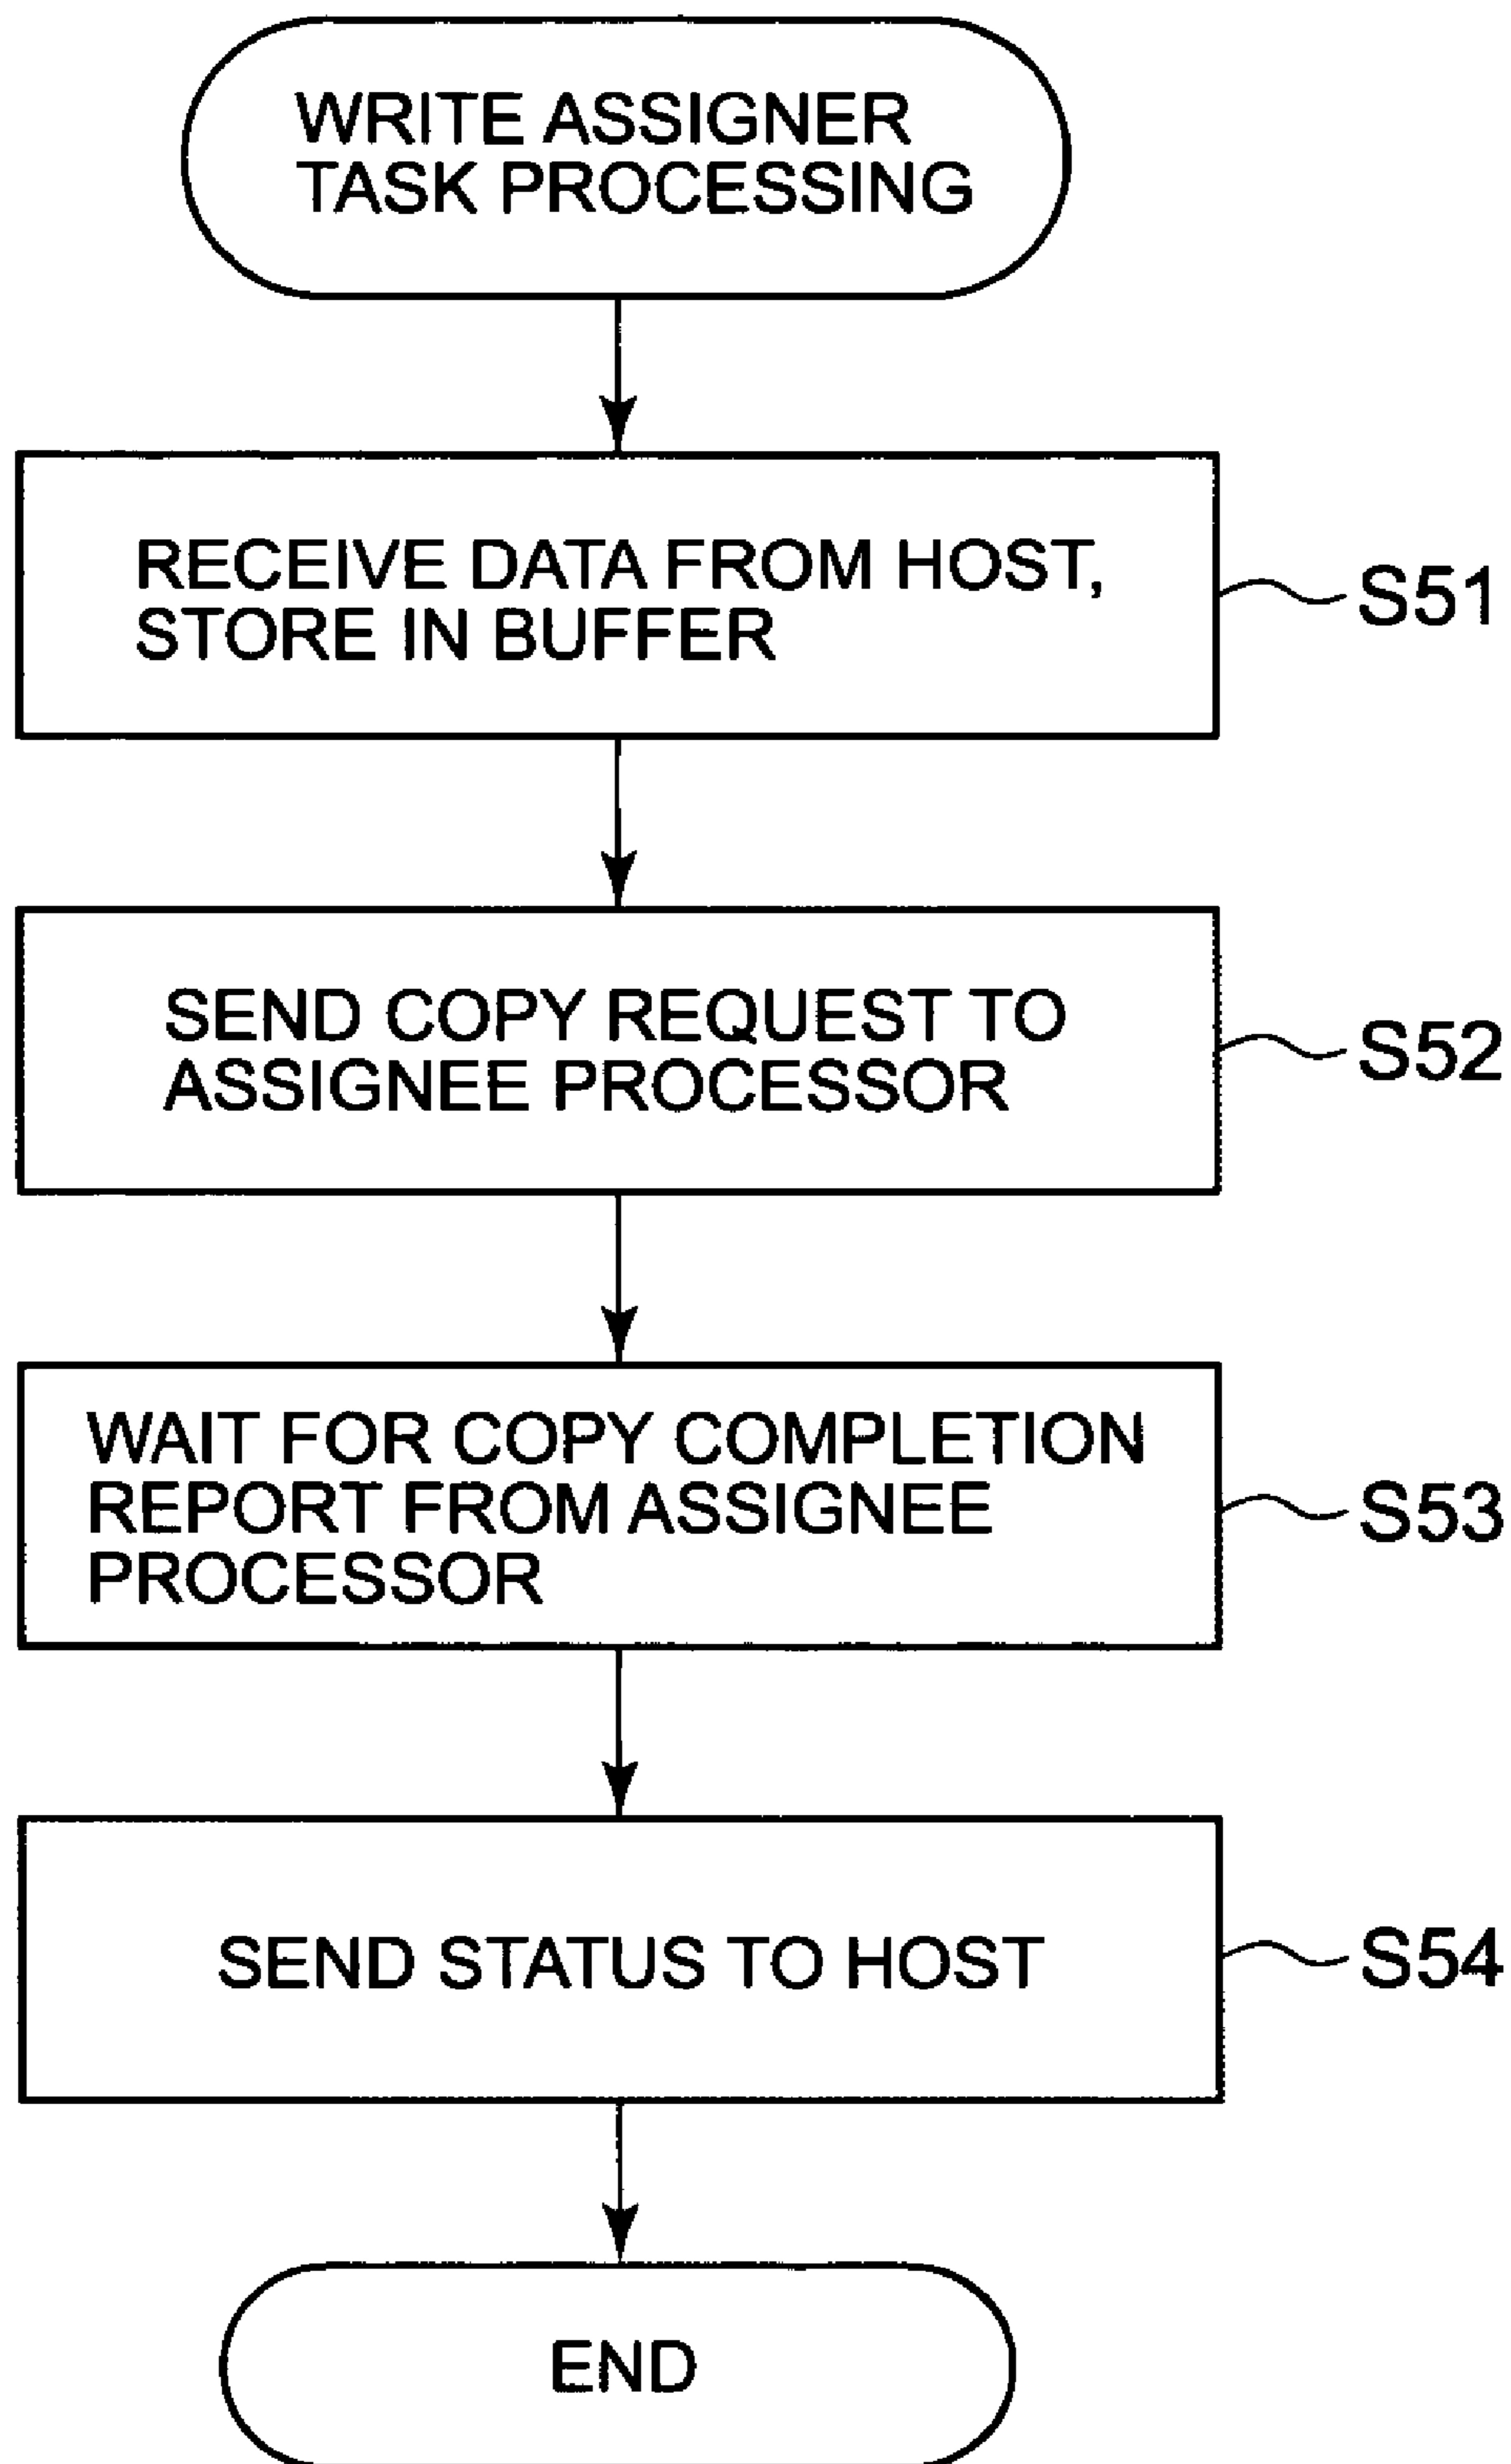 WRITE ASSIGNER
TASK PROCESSING
RECEIVE DATA FROM HOST,
STORE IN BUFFER
S51
SEND COPY REQUEST TO
ASSIGNEE PROCESSOR
S52
WAIT FOR COPY COMPLETION
REPORT FROM ASSIGNEE
PROCESSOR
S53
SEND STATUS TO HOST
S54
END